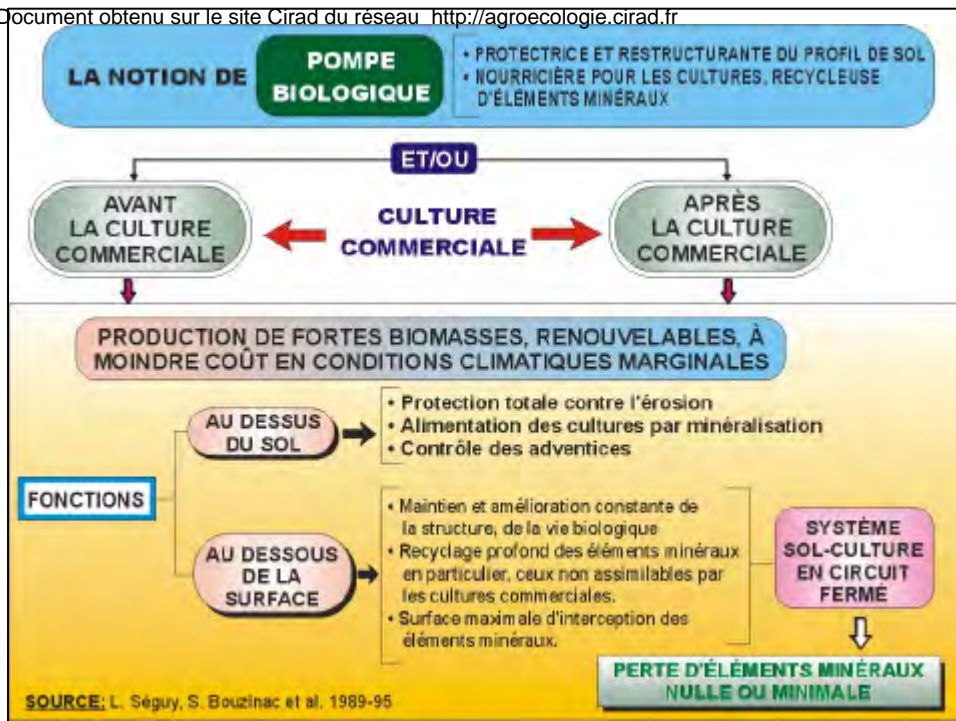 Document obtenu sur le site Cirad du réseau http://agroecologie.cirad.fr
LA NOTION DE
POMPE
BIOLOGIQUE
• PROTECTRICE ET RESTRUCTURANTE DU PROFIL DE SOL
• NOURRICIÈRE POUR LES CULTURES, RECYCLEUSE
D'ÉLÉMENTS MINÉRAUX
ET/OU
AVANT
LA CULTURE
COMMERCIALE
CULTURE
COMMERCIALE
APRÈS
LA CULTURE
COMMERCIALE
PRODUCTION DE FORTES BIOMASSES, RENOUVELABLES, À
MOINDRE COÛT EN CONDITIONS CLIMATIQUES MARGINALES
FONCTIONS
AU DESSUS
DU SOL
• Protection totale contre l'érosion
• Alimentation des cultures par minéralisation
• Contrôle des adventices
AU DESSOUS
DE LA
SURFACE
• Maintien et amélioration constante de
la structure, de la vie biologique
• Recyclage profond des éléments minéraux
en particulier, ceux non assimilables par
les cultures commerciales.
• Surface maximale d'interception des
éléments minéraux.
SYSTÈME
SOL-CULTURE
EN CIRCUIT
FERMÉ
PERTE D'ÉLÉMENTS MINÉRAUX
NULLE OU MINIMALE
SOURCE: L. Séguy, S. Bouzinac et al. 1989-95